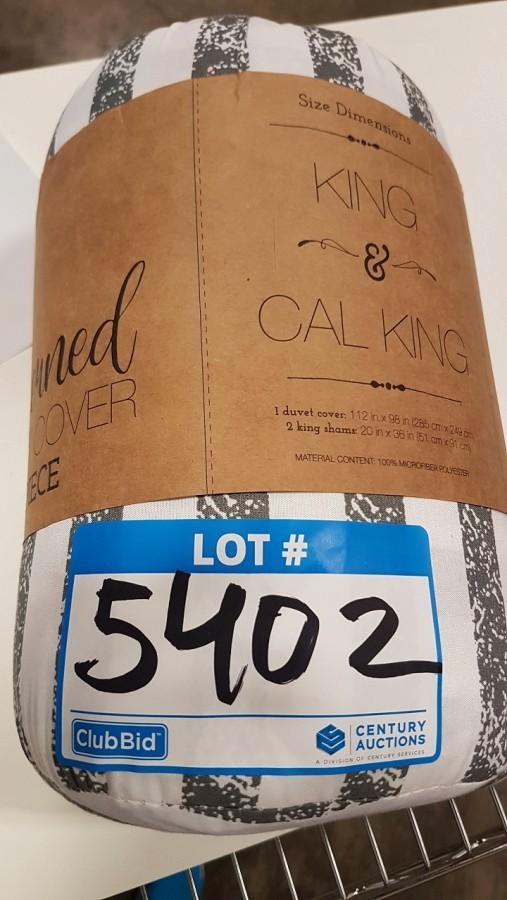 Size Dimensions
KING
&
CAL KING
1 duvet cover: 112 in x 98 in (285 cm x 249 cm
2 king shams: 20 in x 36 in (51 cm x 91 cm)
MATERIAL CONTENT: 100% MICROFIBER POLYESTER
ned
COVER
ECE
LOT #
5402
ClubBid™
CENTURY
AUCTIONS
A DIVISION OF CENTURY SERVICES